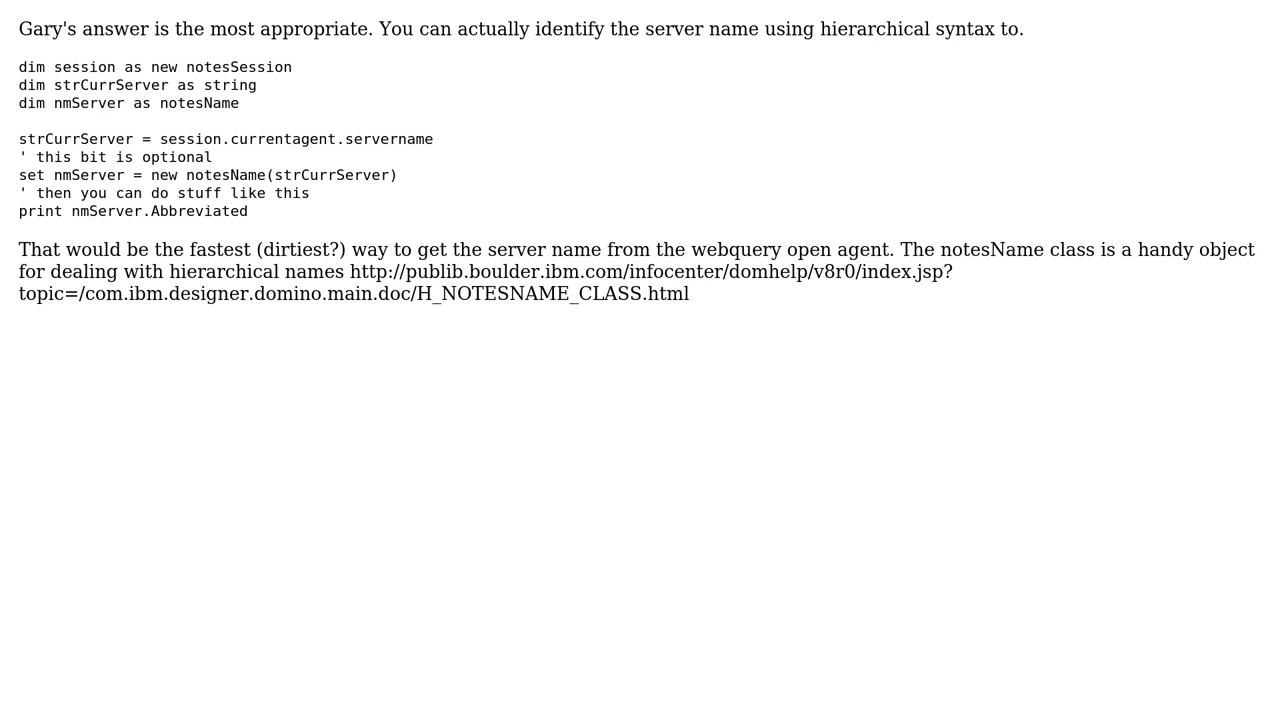 Gary's answer is the most appropriate. You can actually identify the server name using hierarchical syntax to.
dim session as new notesSession
dim strCurrServer as string
dim nmServer as notesName
strCurrServer = session.currentagent.servername
' this bit is optional
set nmServer = new notesName(strCurrServer)
' then you can do stuff like this
print nmServer.Abbreviated
That would be the fastest (dirtiest?) way to get the server name from the webquery open agent. The notesName class is a handy object
for dealing with hierarchical names http://publib.boulder.ibm.com/infocenter/domhelp/v8r0/index.jsp?
topic=/com.ibm.designer.domino.main.doc/H_NOTESNAME_CLASS.html